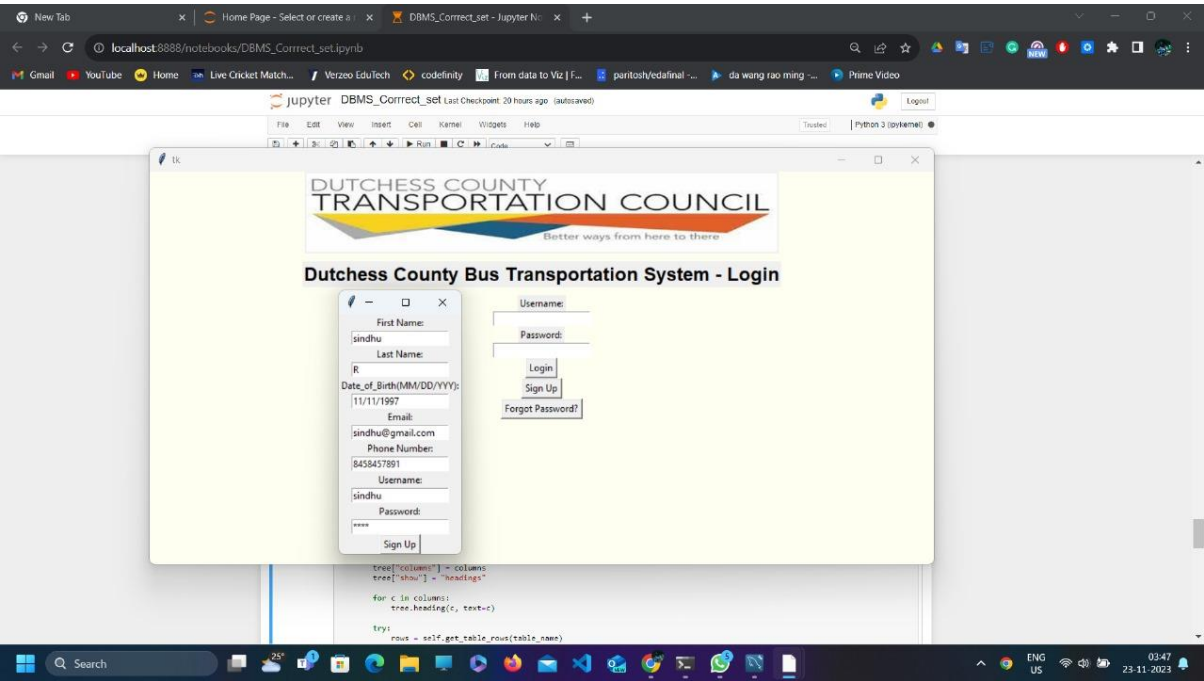 New Tab
Home Page - Select or create a
DBMS_Corrrect_set - Jupyter No
localhost:8888/notebooks/DBMS_Corrrect_set.ipynb
Gmail YouTube Home Live Cricket Match... Verzeo EduTech codefinity From data to Viz | F... paritosh/edafinal -... da wang rao ming -... Prime Video
NEW
jupyter DBMS_Corrrect_set Last Checkpoint: 20 hours ago (autosaved)
Logout
File Edit View Insert Cell Kernel Widgets Help
Trusted Python 3 (ipykernel)
Run Code
tk
DUTCHESS COUNTY
TRANSPORTATION COUNCIL
Better ways from here to there
Dutchess County Bus Transportation System - Login
First Name:
sindhu
Last Name:
R
Date_of_Birth(MM/DD/YYY):
11/11/1997
Email:
sindhu@gmail.com
Phone Number:
8458457891
Username:
sindhu
Password:
****
Sign Up
Username:
Password:
Login
Sign Up
Forgot Password?
tree["columns"] = columns
tree["show"] = "headings"
for c in columns:
tree.heading(c, text=c)
try:
rows = self.get_table_rows(table_name)
Search
25°
ENG
US
03:47
23-11-2023